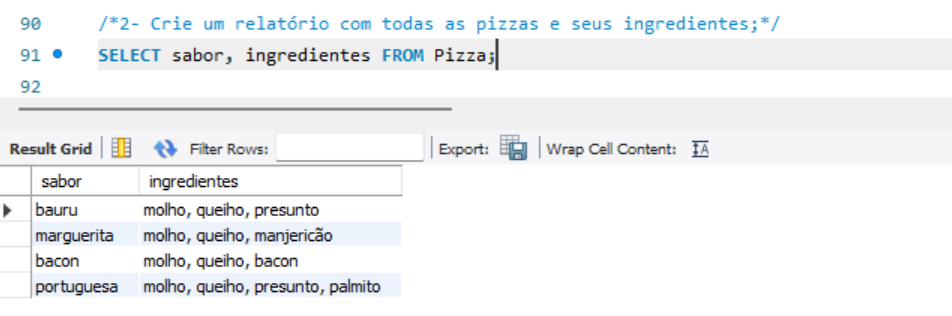 90 /*2- Crie um relatório com todas as pizzas e seus ingredientes;*/
91 SELECT sabor, ingredientes FROM Pizza;
92
Result Grid Filter Rows: Export: Wrap Cell Content: IA
sabor ingredientes
bauru molho, queiho, presunto
marguerita molho, queiho, manjericão
bacon molho, queiho, bacon
portuguesa molho, queiho, presunto, palmito